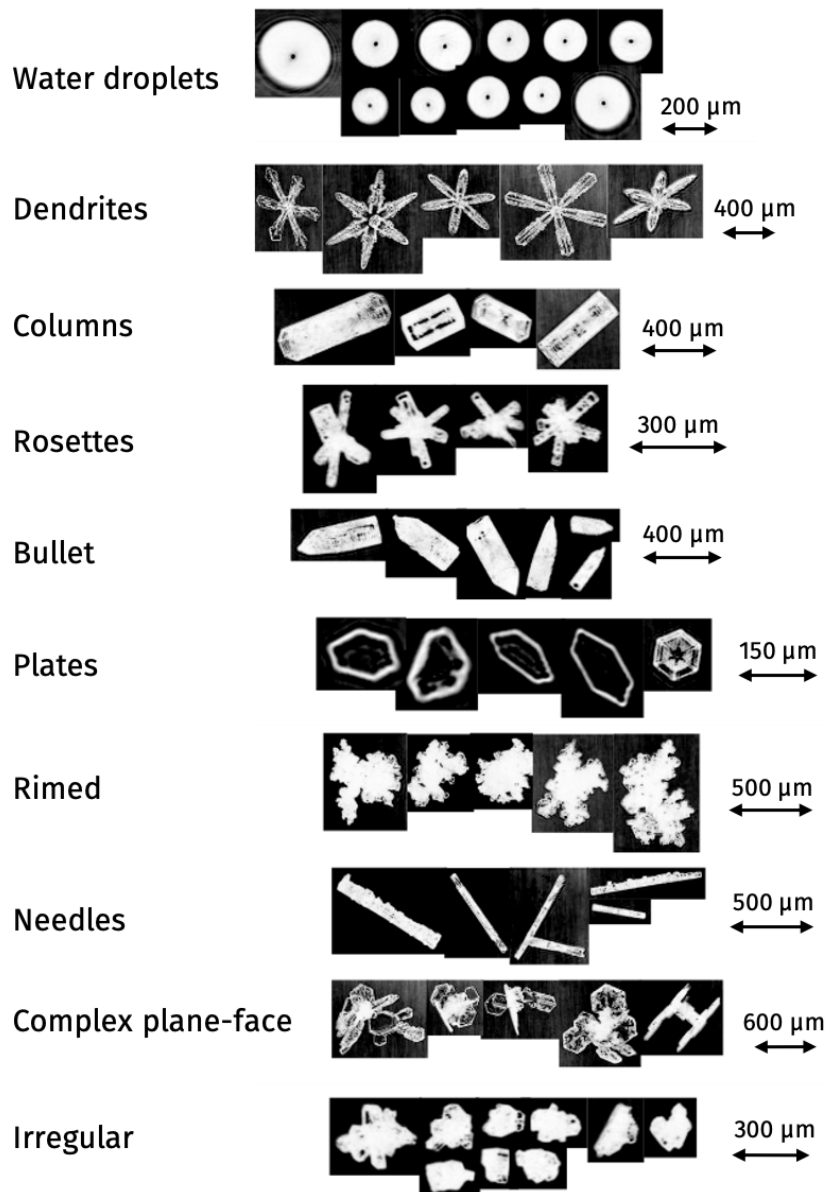 Water droplets
200 µm
Dendrites
400 µm
Columns
400 µm
Rosettes
300 µm
Bullet
400 µm
Plates
150 µm
Rimed
500 µm
Needles
500 µm
Complex plane-face
600 µm
Irregular
300 µm